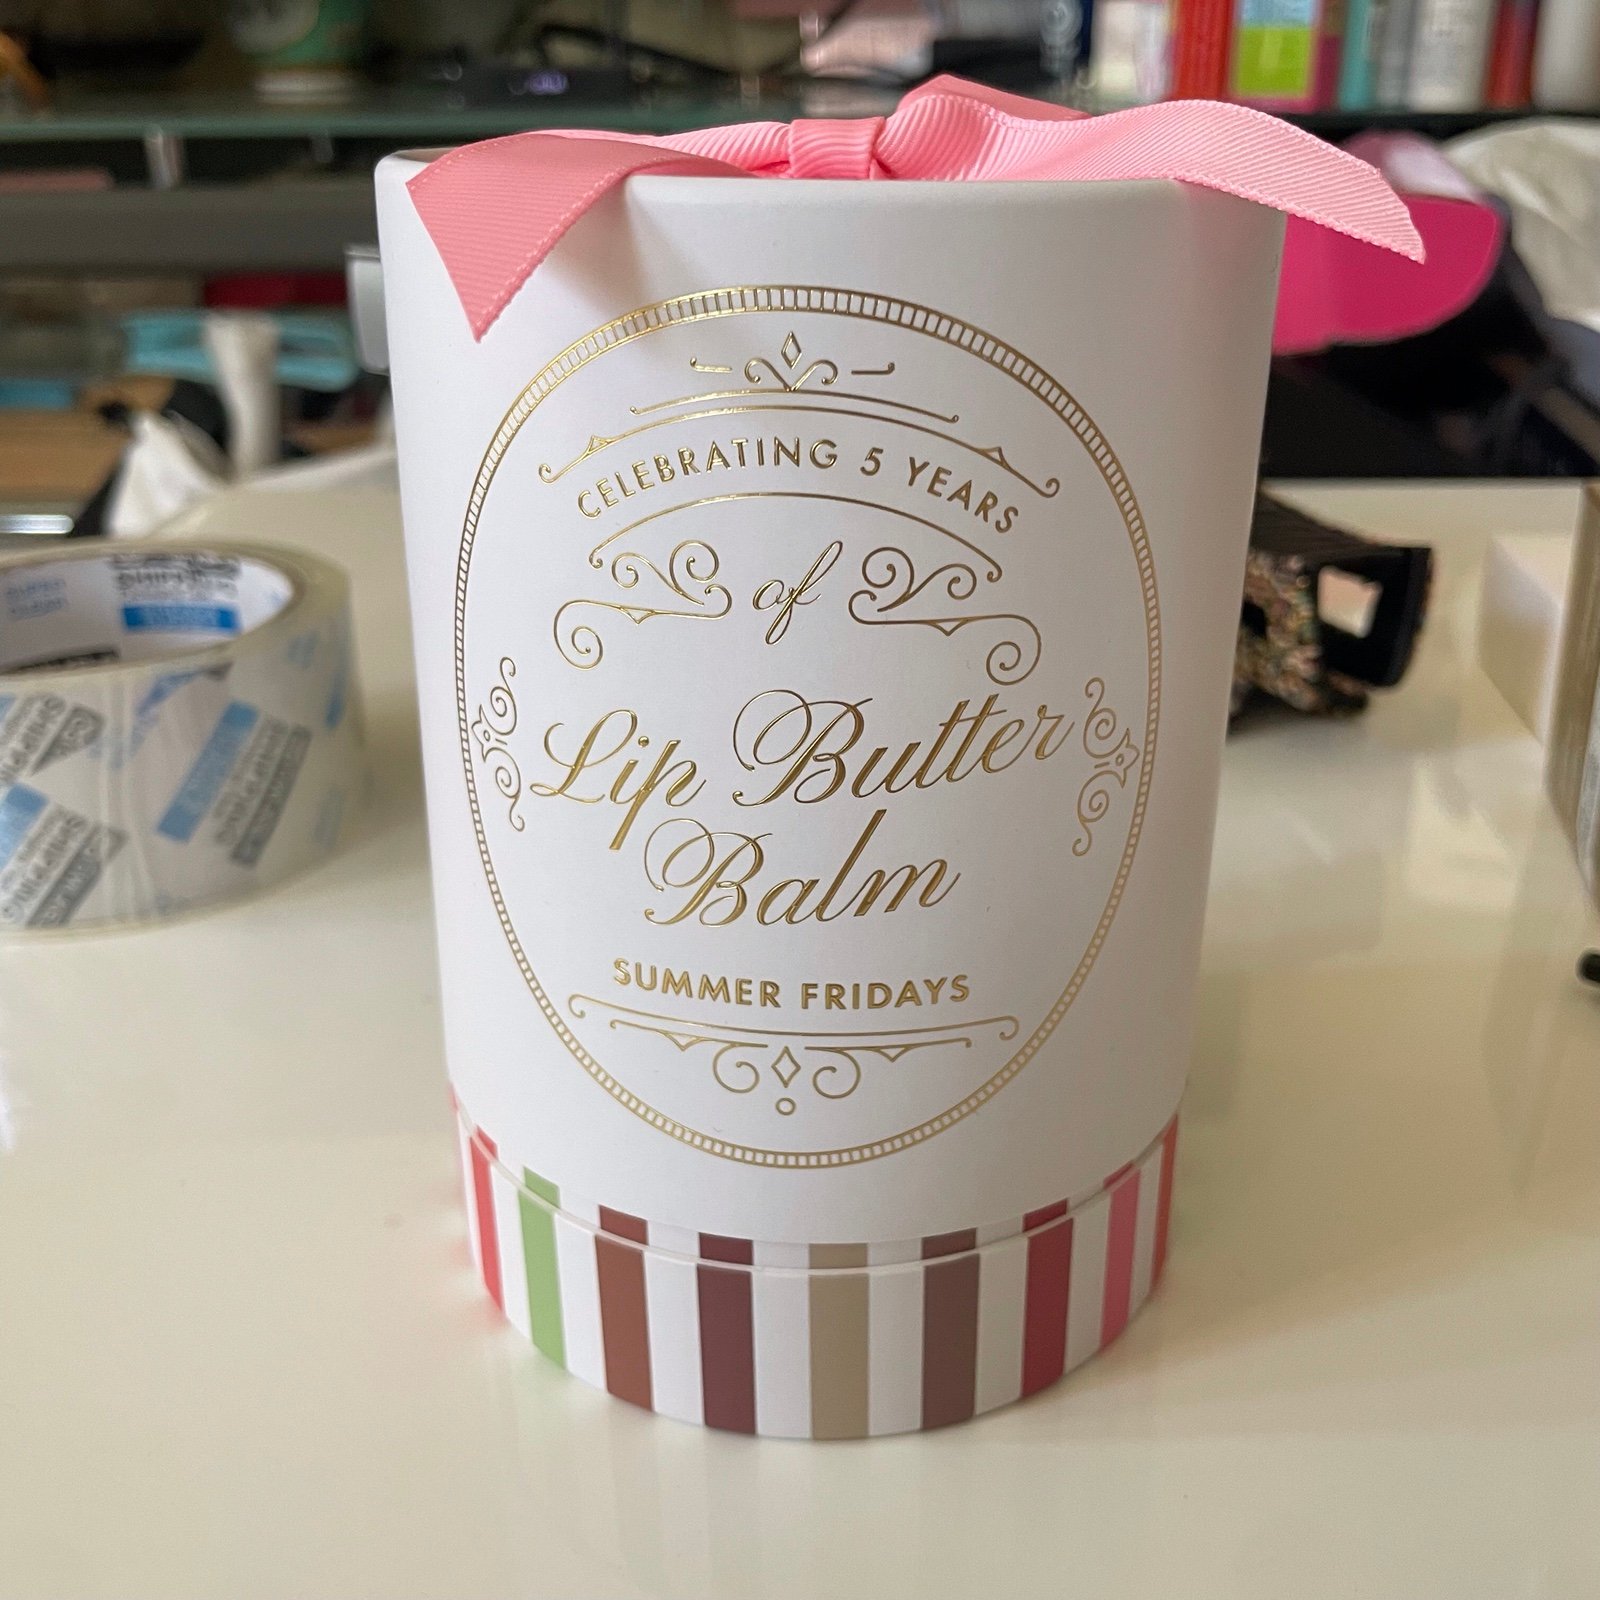 CELEBRATING 5 YEARS
of
Lip Butter
Balm
SUMMER FRIDAYS